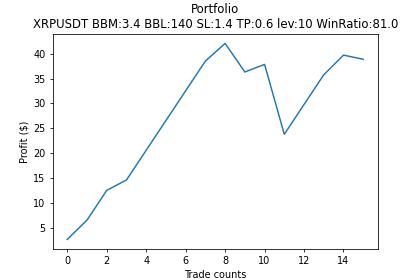 Portfolio
XRPUSDT BBM:3.4 BBL:140 SL:1.4 TP:0.6 lev:10 WinRatio:81.0
40
35
30
25
20
15
10
5
Profit ($)
0 2 4 6 8 10 12 14
Trade counts